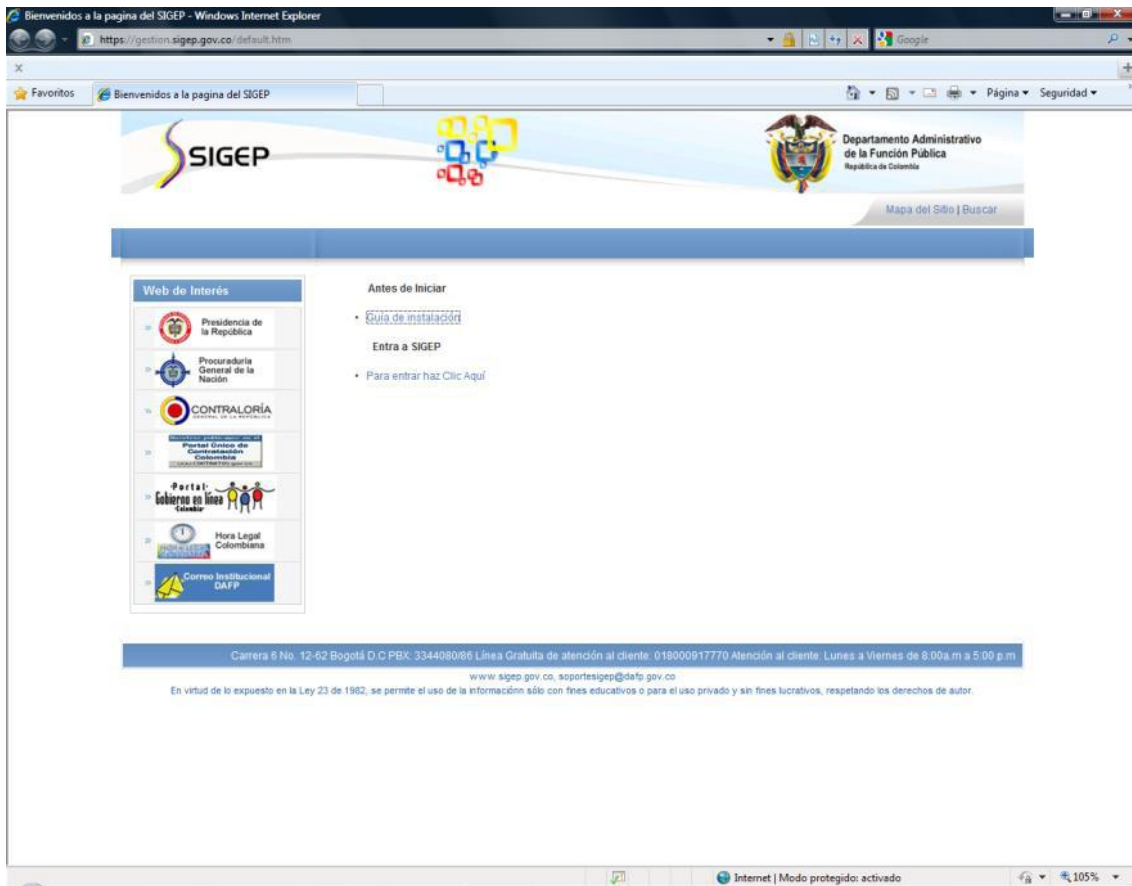 Bienvenidos a la pagina del SIGEP - Windows Internet Explorer
https://gestion.sigep.gov.co/default.htm
Google
Favoritos
Bienvenidos a la pagina del SIGEP
Página
Seguridad
SIGEP
Departamento Administrativo
de la Función Pública
República de Colombia
Mapa del Sitio | Buscar
Web de Interés
Presidencia de
la República
Procuraduria
General de la
Nación
CONTRALORÍA
GENERAL DE LA REPÚBLICA
Portal Único de
Contratación
Colombia
·Portal·
Gobierno en línea
·Colombia·
Hora Legal
Colombiana
Correo Institucional
DAFP
Antes de Iniciar
• Guía de instalación
Entra a SIGEP
• Para entrar haz Clic Aquí
Carrera 6 No. 12-62 Bogotá D.C PBX: 3344080/86 Línea Gratuita de atención al cliente: 018000917770 Atención al cliente: Lunes a Viernes de 8:00a.m a 5:00 p.m
www.sigep.gov.co, soportesigep@dafp.gov.co
En virtud de lo expuesto en la Ley 23 de 1982, se permite el uso de la informaciónn sólo con fines educativos o para el uso privado y sin fines lucrativos, respetando los derechos de autor.
Internet | Modo protegido: activado
105%